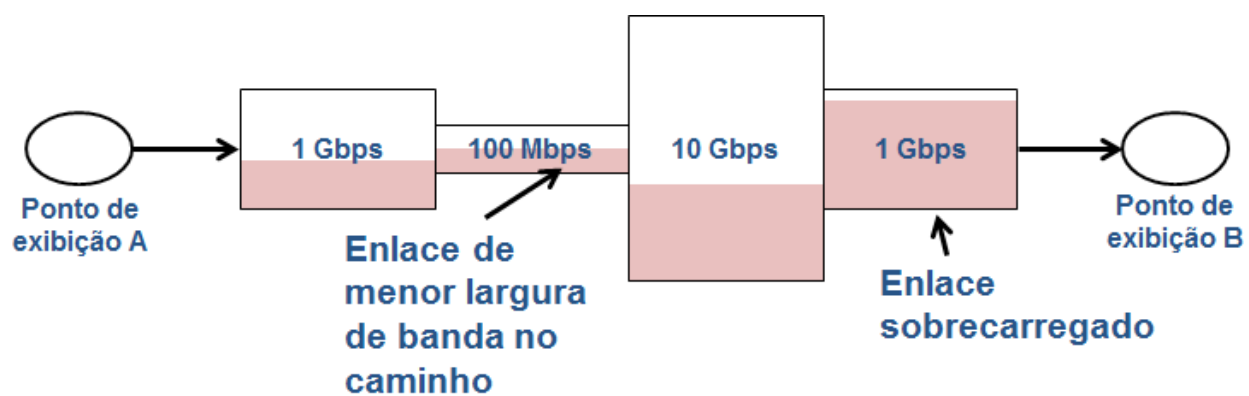 1 Gbps
100 Mbps
10 Gbps
1 Gbps
Ponto de
exibição A
Enlace de
menor largura
de banda no
caminho
Enlace
sobrecarregado
Ponto de
exibição B